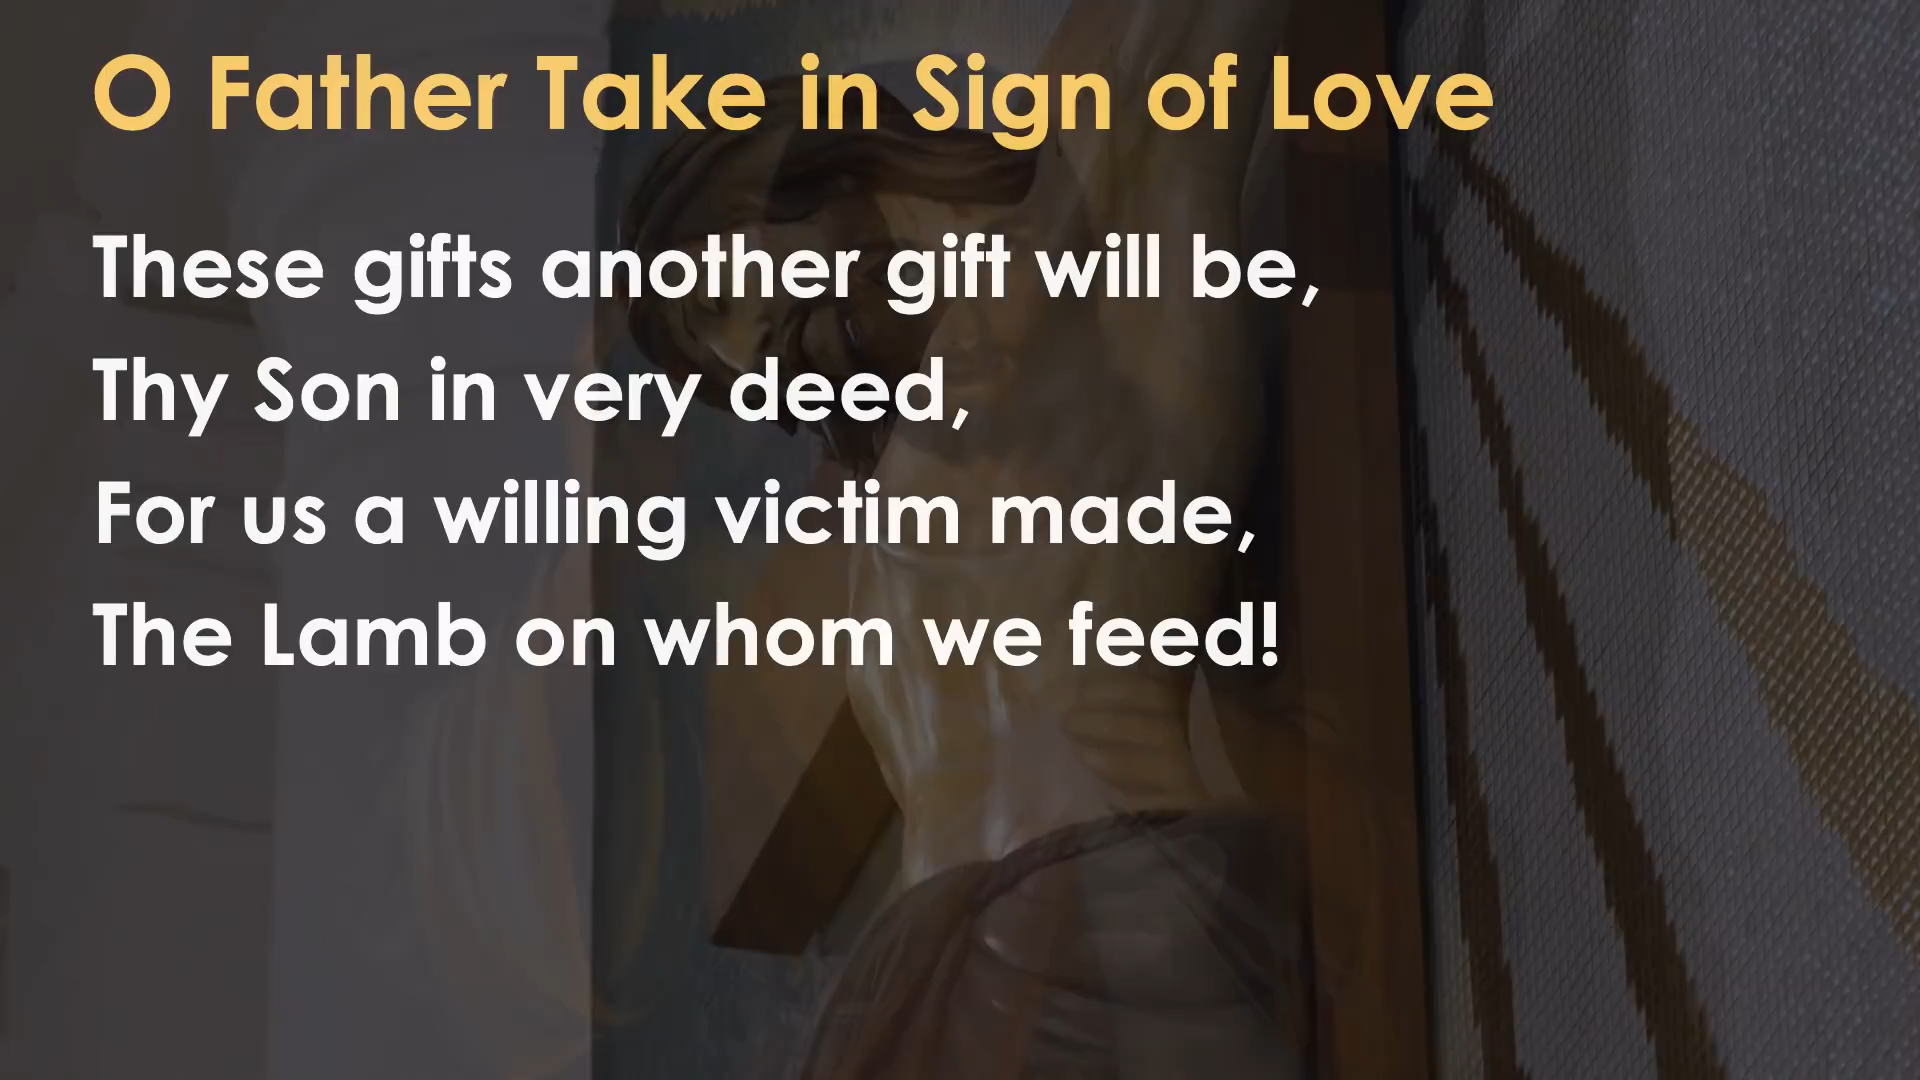 O Father Take in Sign of Love
These gifts another gift will be,
Thy Son in very deed,
For us a willing victim made,
The Lamb on whom we feed!